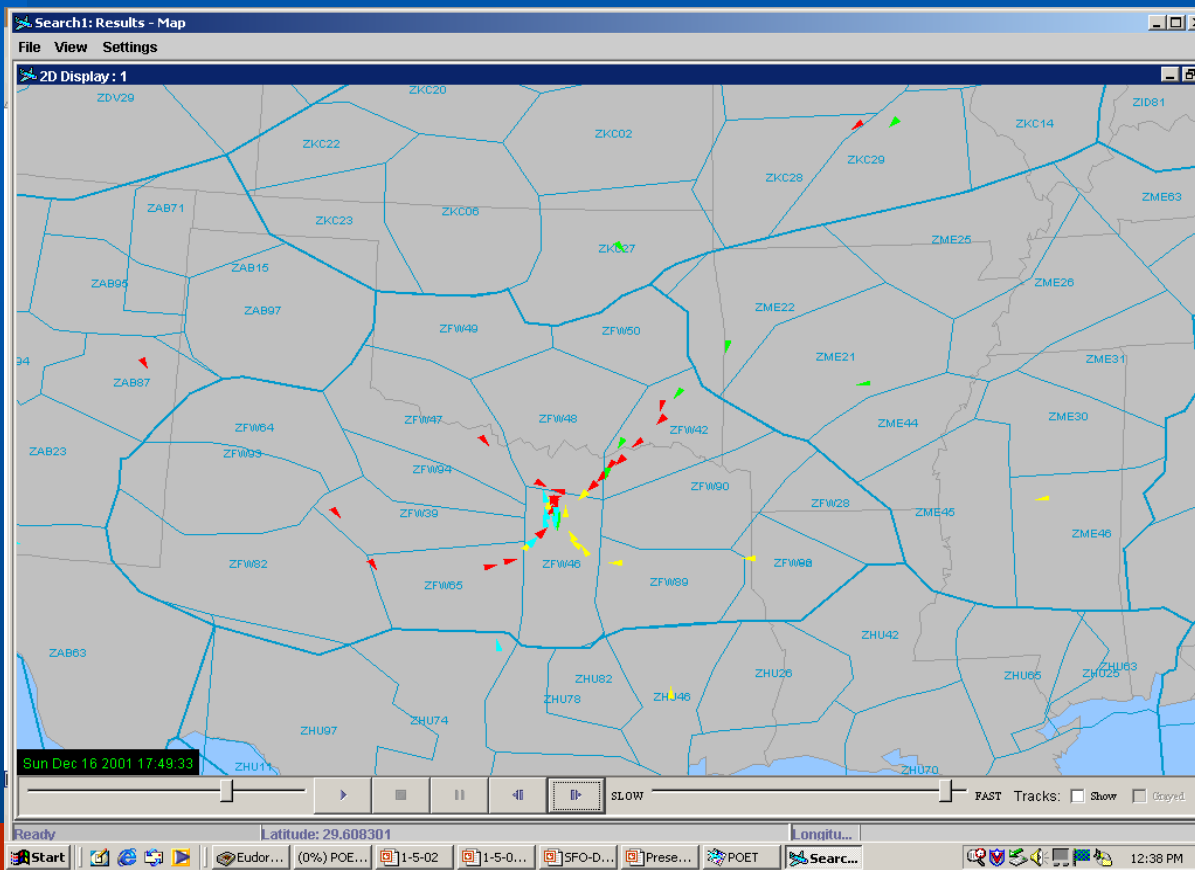 Search1: Results - Map
File View Settings
2D Display : 1
ZDV29
ZKC20
ZID81
ZKC02
ZKC14
ZKC22
ZKC29
ZKC28
ZME63
ZAB71
ZKC06
ZKC23
ZME25
ZKC27
ZAB15
ZAB95
ZME26
ZAB97
ZME22
ZFW49
ZFW50
94
ZME21
ZME31
ZAB87
ZFW47
ZFW48
ZME30
ZFW64
ZME44
ZFW42
ZAB23
ZFW93
ZFW94
ZFW90
ZFW28
ZFW39
ZME45
ZME46
ZFW82
ZFW46
ZFW65
ZFW89
ZHU42
ZAB63
ZHU82
ZHU26
ZHU65
ZHU63
ZHU25
ZHU78
ZHU46
ZHU74
ZHU97
ZHU11
ZHU70
Sun Dec 16 2001 17:49:33
SLOW FAST Tracks: Show Grayed
Ready Latitude: 29.608301 Longitu...
Start Eudor... (0%) POE... 1-5-02 1-5-0... SFO-D... Prese... POET Searc... 12:38 PM